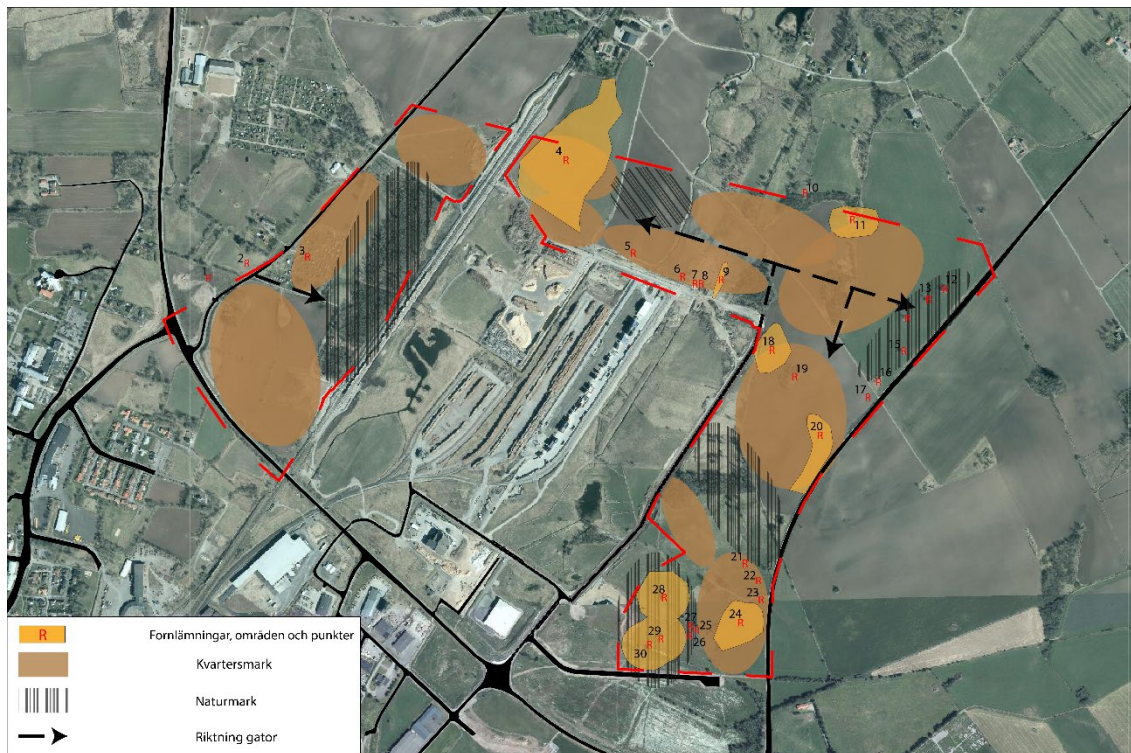 4
R
10
R
R
11
5
R
3
R
2
R
R
6
R
7
R
8
R
9
R
12
R
13
R
R
18
R
15
R
19
R
16
R
17
R
20
R
21
R
22
R
23
R
28
R
24
R
27
R
25
R
26
29
R
30
R
R Fornlämningar, områden och punkter
Kvartersmark
Naturmark
Riktning gator